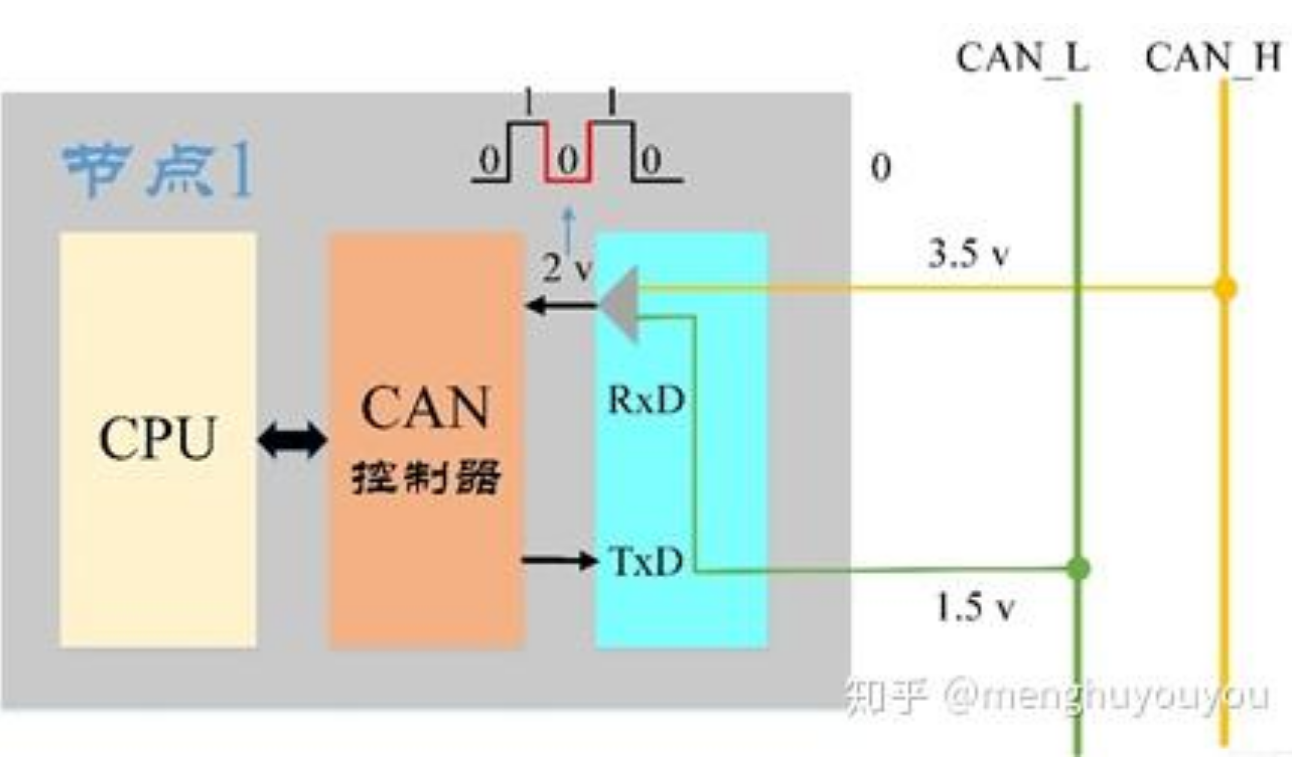 CAN_L CAN_H
1 1
0 0 0
节点1
0
2 v
3.5 v
CPU
CAN
控制器
RxD
TxD
1.5 v
知乎 @menghuyouyou